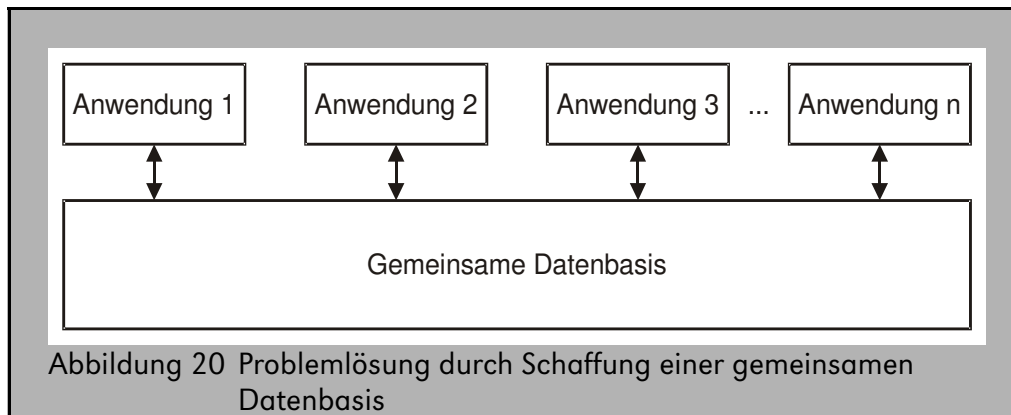 Anwendung 1 Anwendung 2 Anwendung 3 ... Anwendung n
Gemeinsame Datenbasis
Abbildung 20 Problemlösung durch Schaffung einer gemeinsamen
Datenbasis